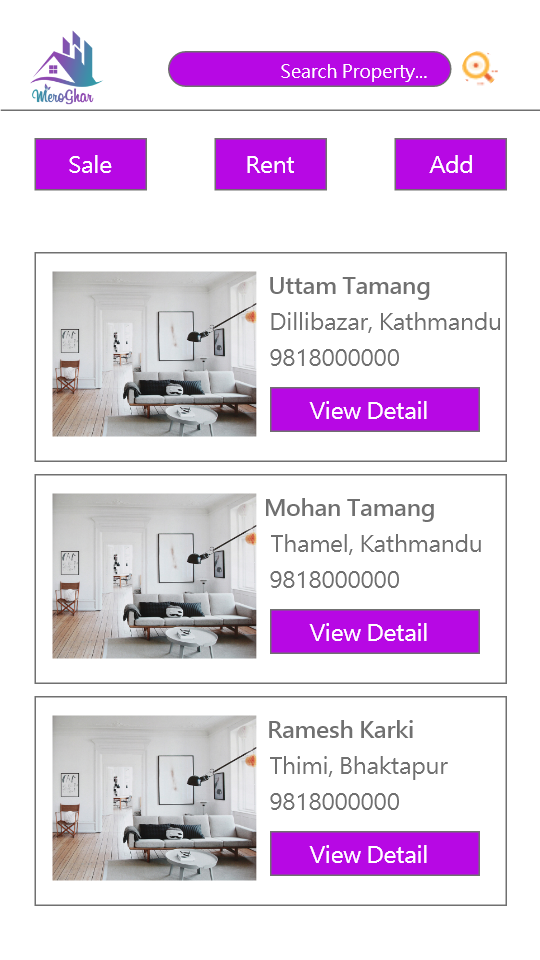 MeroGhar
Search Property...
Sale
Rent
Add
Uttam Tamang
Dillibazar, Kathmandu
9818000000
View Detail
Mohan Tamang
Thamel, Kathmandu
9818000000
View Detail
Ramesh Karki
Thimi, Bhaktapur
9818000000
View Detail